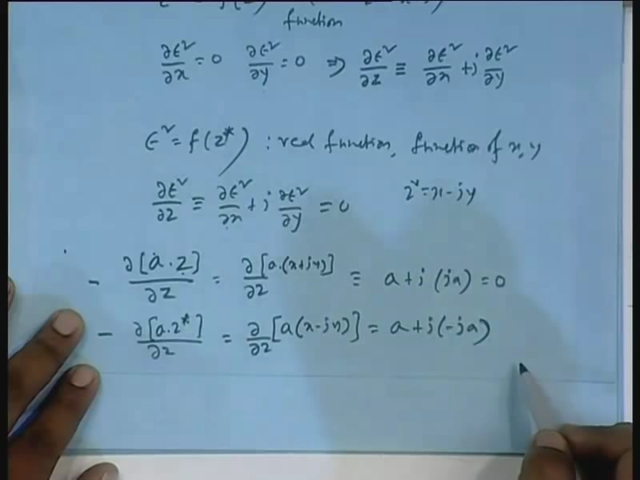 function
∂ε²/∂x = 0 ∂ε²/∂y = 0 ⇒ ∂ε²/∂z ≡ ∂ε²/∂x + j ∂ε²/∂y
ε² = f(z*) : real function, function of x, y
∂ε²/∂z ≡ ∂ε²/∂x + j ∂ε²/∂y = 0 z* = x - jy
- ∂[a·z]/∂z = ∂[a·(x+jy)]/∂z ≡ a + j(ja) = 0
- ∂[a·z*]/∂z = ∂/∂z [a(x-jy)] = a + j(-ja)